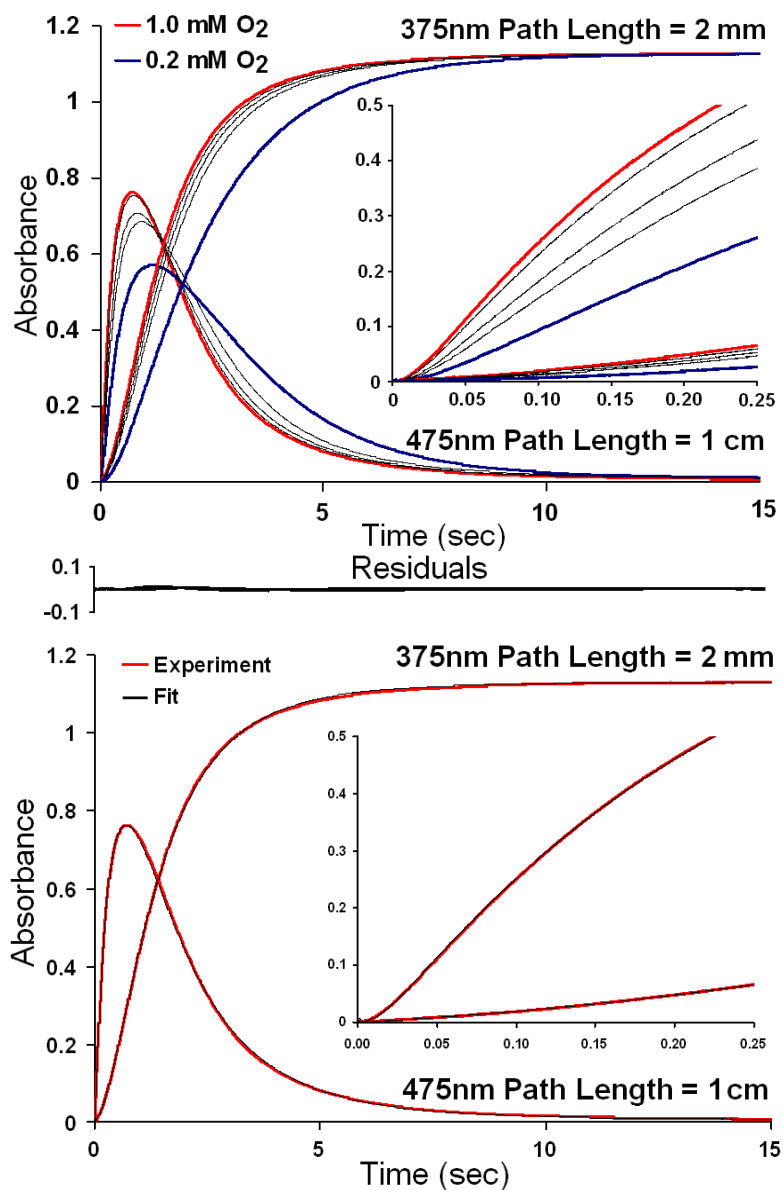 1.2
1.0 mM O2
375nm Path Length = 2 mm
0.2 mM O2
1
0.8
0.6
0.4
0.2
0
Absorbance
0.5
0.4
0.3
0.2
0.1
0
0 0.05 0.10 0.15 0.20 0.25
475nm Path Length = 1 cm
0 5 10 15
Time (sec)
0.1
Residuals
-0.1
1.2
Experiment
375nm Path Length = 2 mm
Fit
1
0.8
0.6
0.4
0.2
0
Absorbance
0.5
0.4
0.3
0.2
0.1
0
0.00 0.05 0.10 0.15 0.20 0.25
475nm Path Length = 1cm
0 5 10 15
Time (sec)